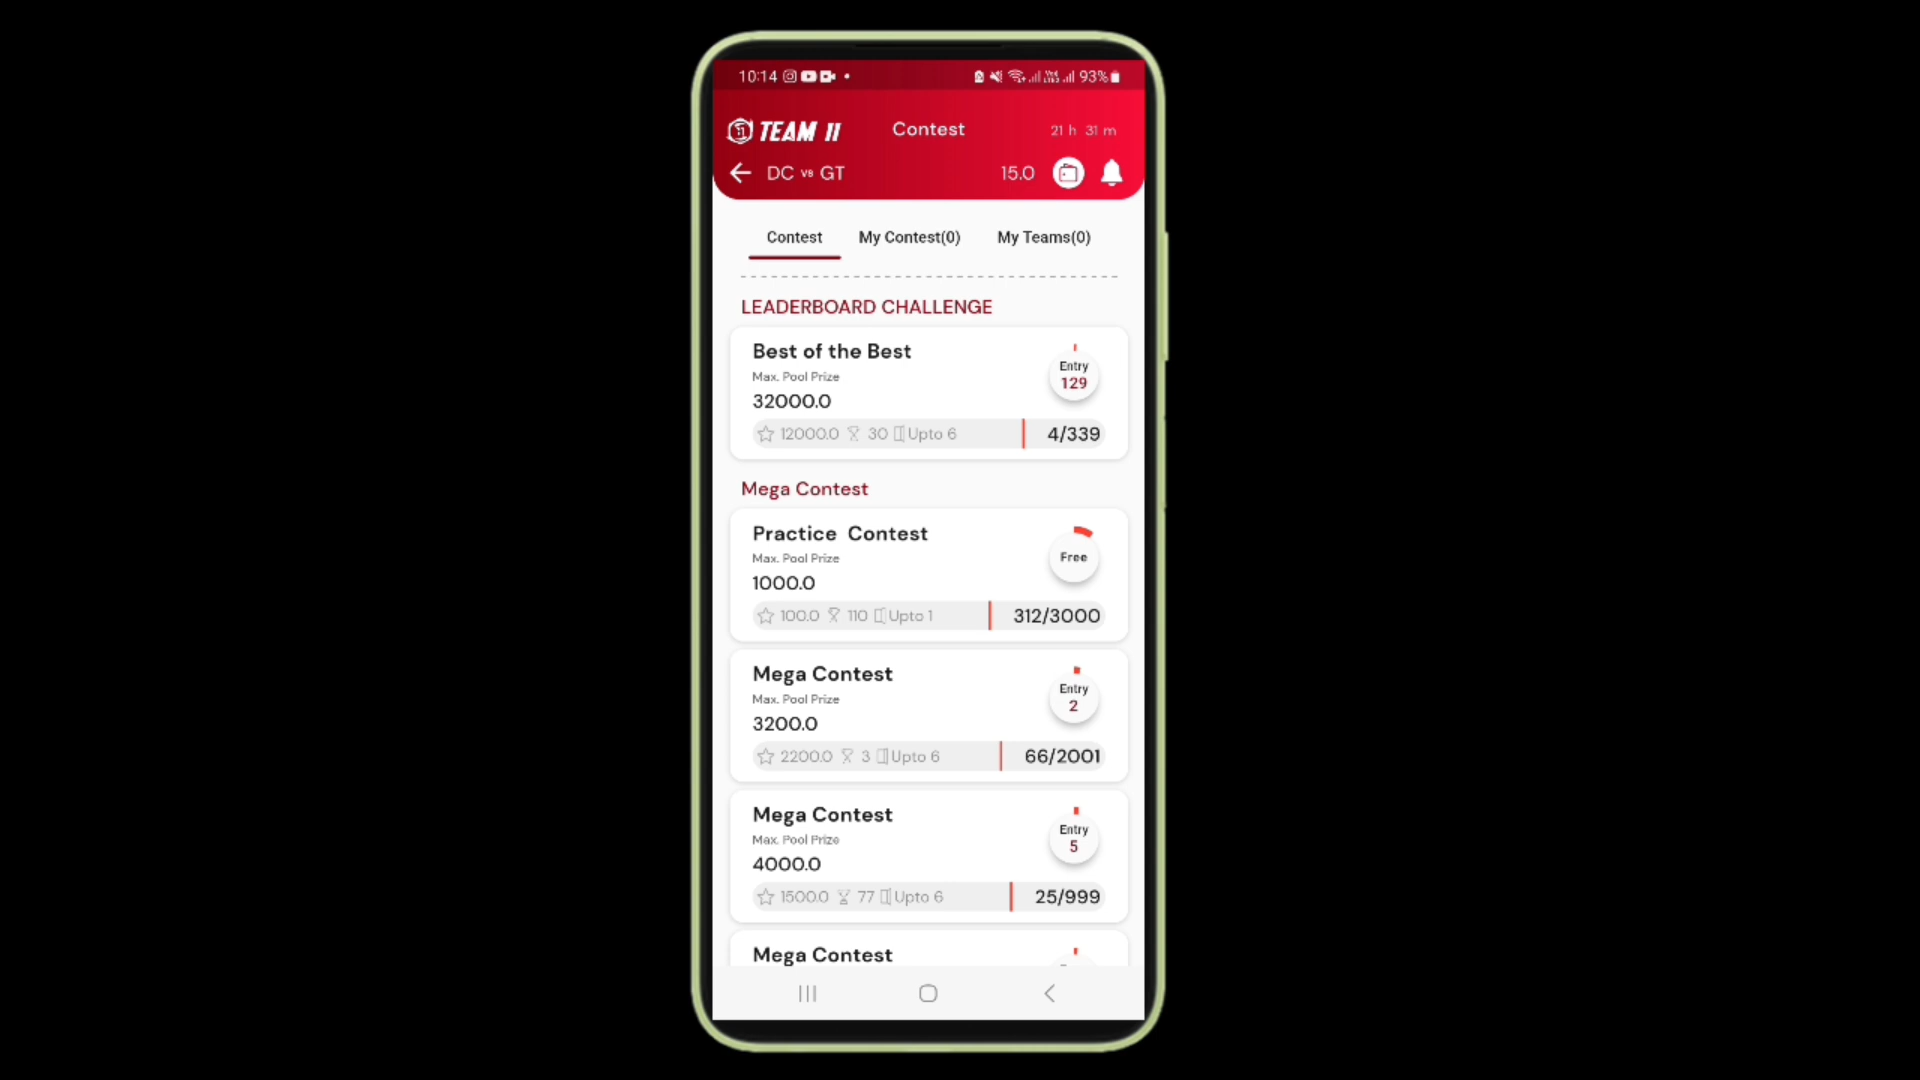 10:14 93%
TEAM 11 Contest 21 h 31 m
DC vs GT 15.0
Contest My Contest(0) My Teams(0)
LEADERBOARD CHALLENGE
Best of the Best
Max. Pool Prize
Entry
129
32000.0
12000.0 30 Upto 6 4/339
Mega Contest
Practice Contest
Max. Pool Prize
Free
1000.0
100.0 110 Upto 1 312/3000
Mega Contest
Max. Pool Prize
Entry
2
3200.0
2200.0 3 Upto 6 66/2001
Mega Contest
Max. Pool Prize
Entry
5
4000.0
1500.0 77 Upto 6 25/999
Mega Contest